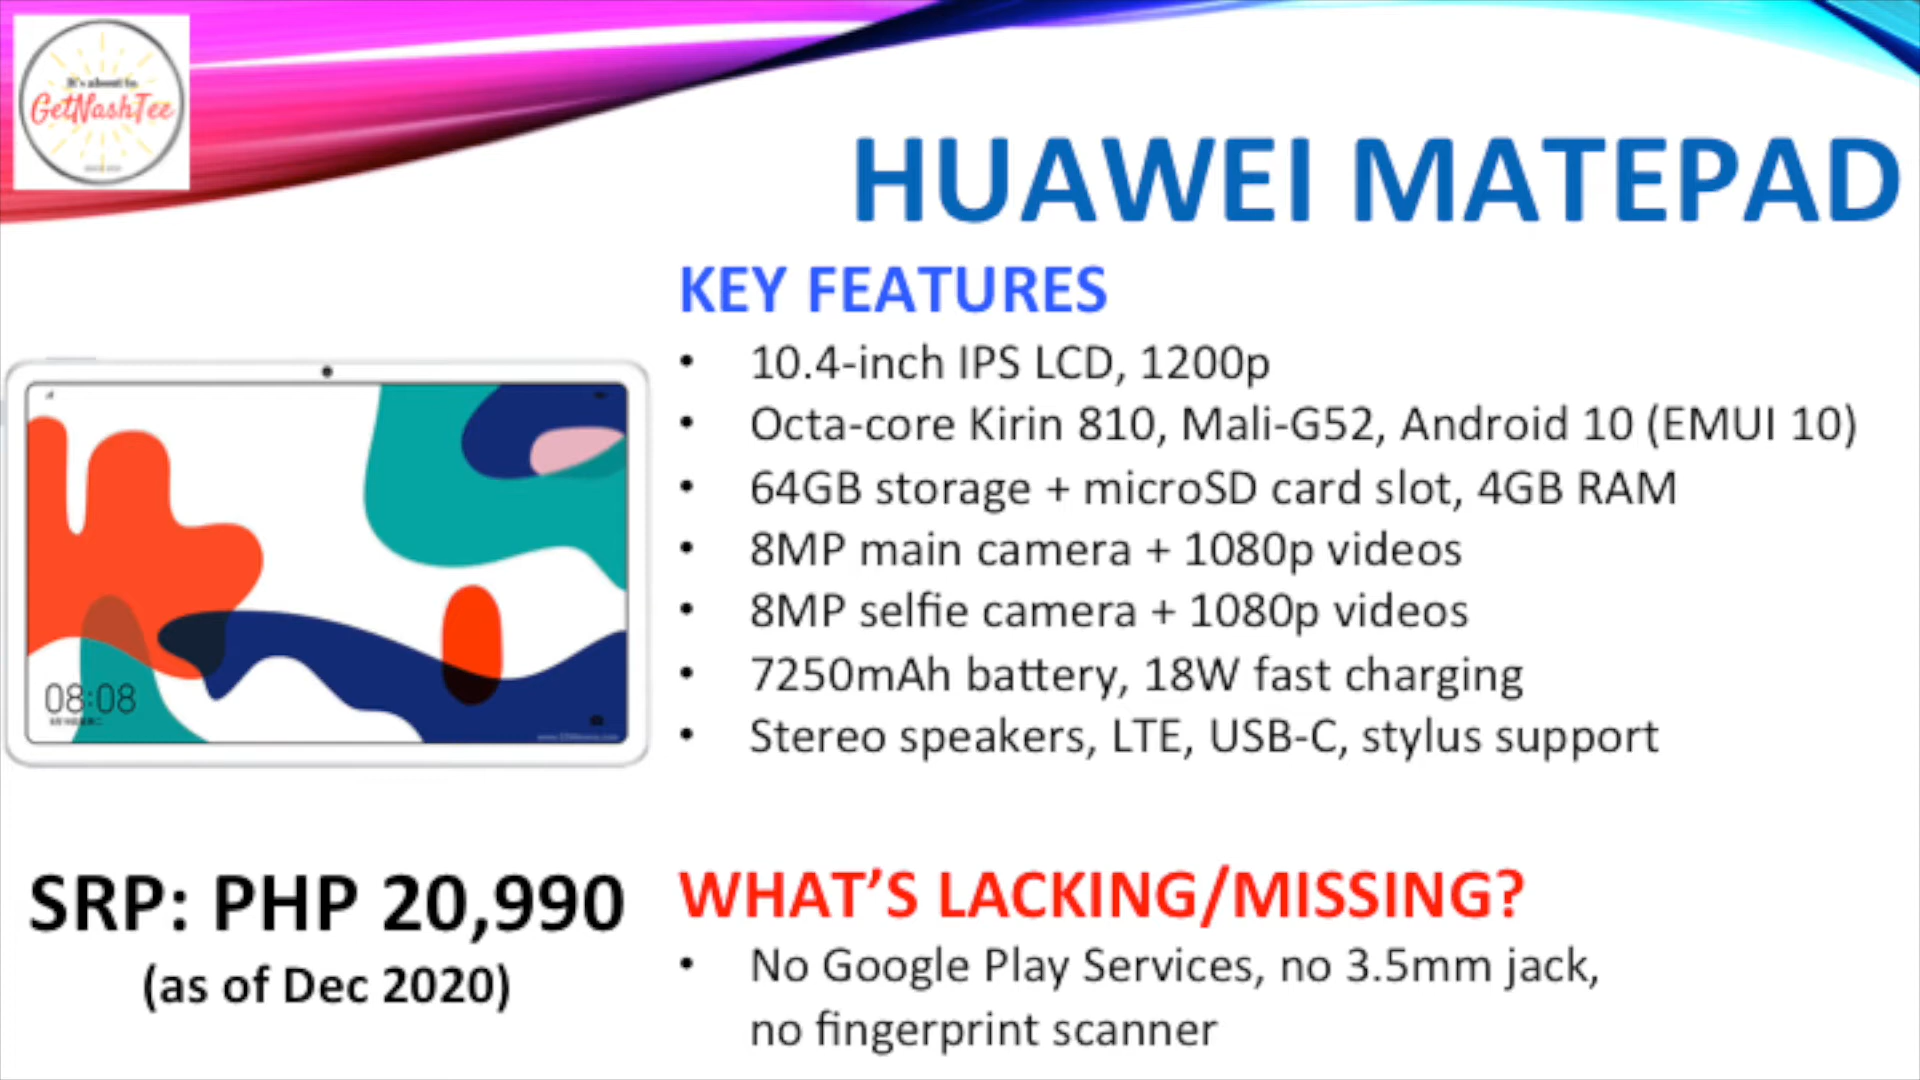 It's about to
GetNashTee
HUAWEI MATEPAD
KEY FEATURES
• 10.4-inch IPS LCD, 1200p
• Octa-core Kirin 810, Mali-G52, Android 10 (EMUI 10)
• 64GB storage + microSD card slot, 4GB RAM
• 8MP main camera + 1080p videos
• 8MP selfie camera + 1080p videos
• 7250mAh battery, 18W fast charging
• Stereo speakers, LTE, USB-C, stylus support
08:08
SRP: PHP 20,990
(as of Dec 2020)
WHAT'S LACKING/MISSING?
• No Google Play Services, no 3.5mm jack,
no fingerprint scanner